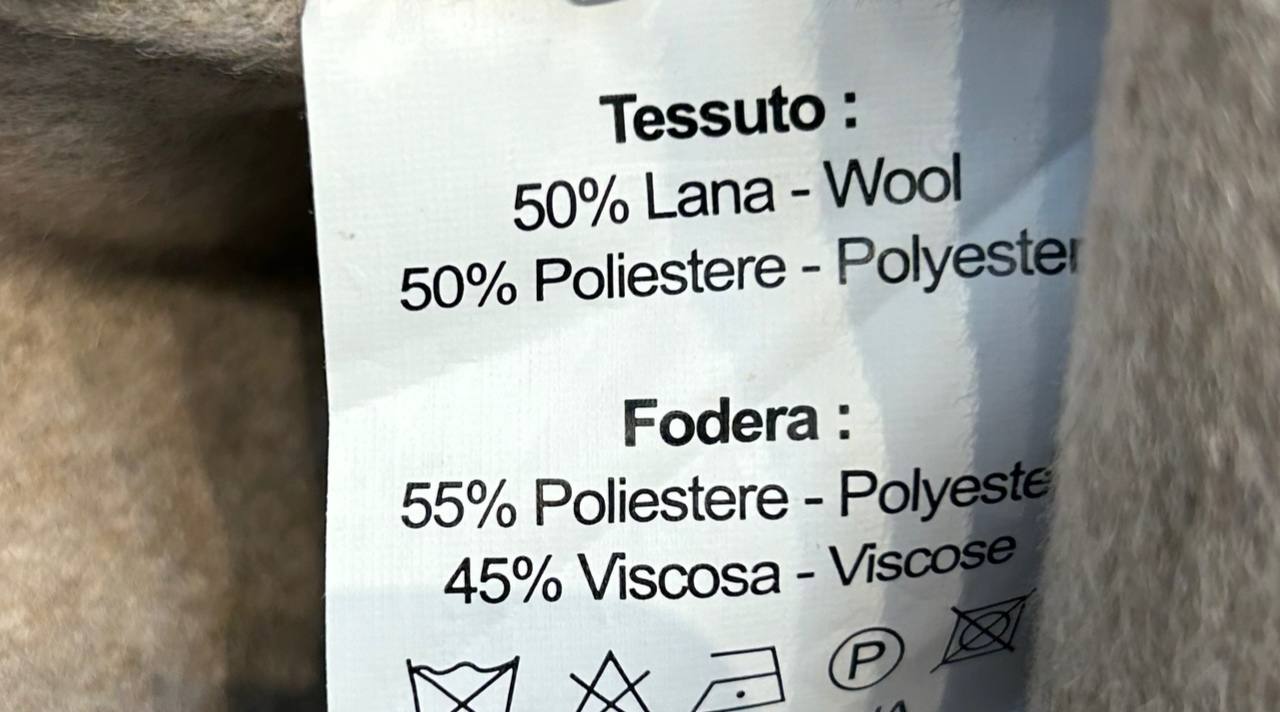 Tessuto :
50% Lana - Wool
50% Poliestere - Polyester
Fodera :
55% Poliestere - Polyeste
45% Viscosa - Viscose
P